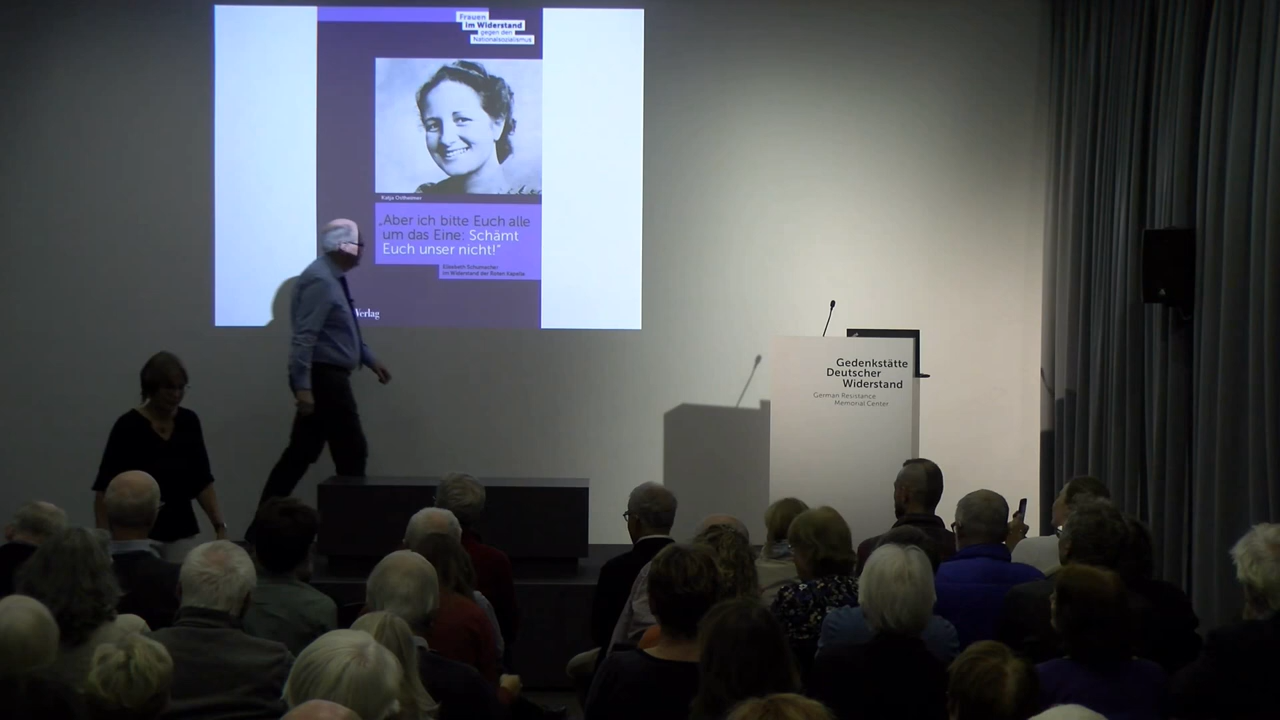 Frauen
im Widerstand
gegen den
Nationalsozialismus
Katja Ostheimer
„Aber ich bitte Euch alle
um das Eine: Schämt
Euch unser nicht!“
Elisabeth Schumacher
im Widerstand der Roten Kapelle
Verlag
Gedenkstätte
Deutscher
Widerstand
German Resistance
Memorial Center